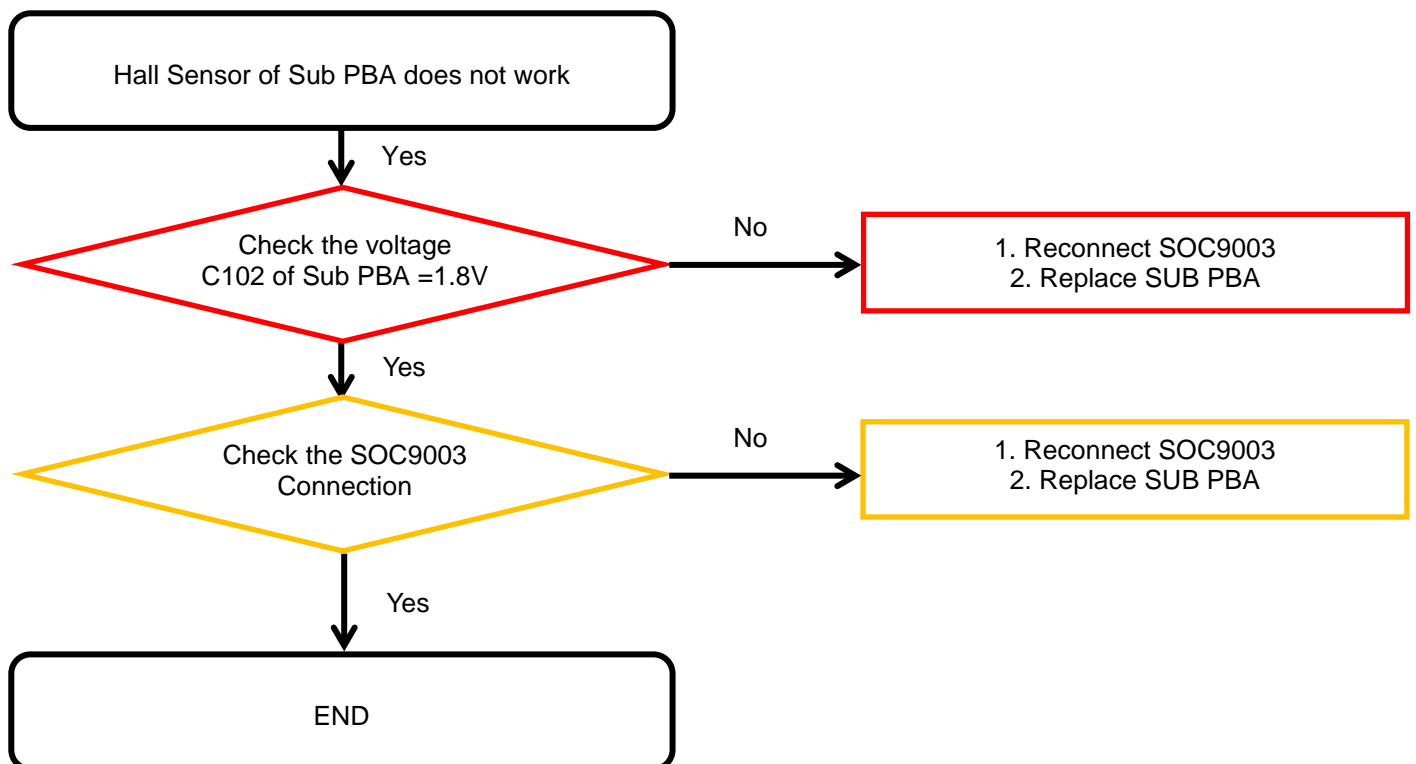 Hall Sensor of Sub PBA does not work
Yes
Check the voltage
C102 of Sub PBA =1.8V
No
1. Reconnect SOC9003
2. Replace SUB PBA
Yes
Check the SOC9003
Connection
No
1. Reconnect SOC9003
2. Replace SUB PBA
Yes
END